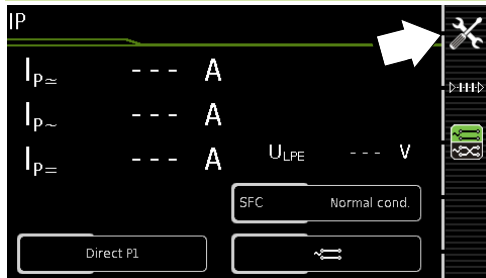 IP
IP≃ --- A
IP~ --- A
IP= --- A
ULPE --- V
SFC Normal cond.
Direct P1